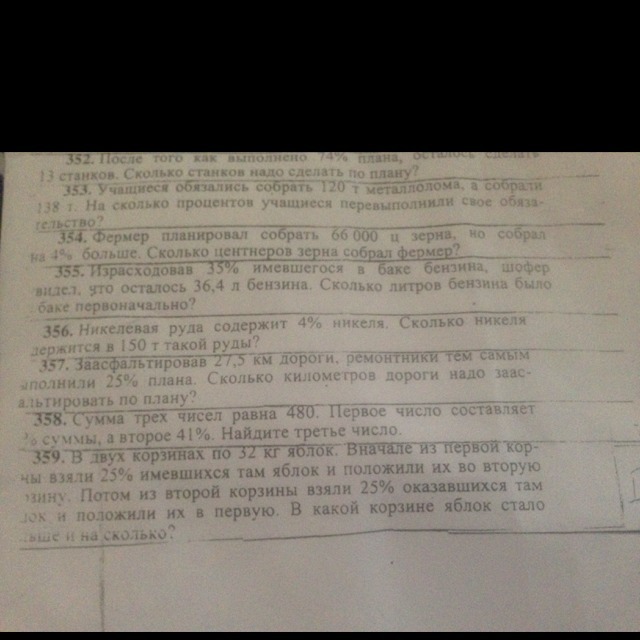 352. После того как выполнено 74% плана, осталось сделать
13 станков. Сколько станков надо сделать по плану?
353. Учащиеся обязались собрать 120 т металлолома, а собрали
138 т. На сколько процентов учащиеся перевыполнили свое обяза-
тельство?
354. Фермер планировал собрать 66 000 ц зерна, но собрал
на 4% больше. Сколько центнеров зерна собрал фермер?
355. Израсходовав 35% имевшегося в баке бензина, шофер
видел, что осталось 36,4 л бензина. Сколько литров бензина было
баке первоначально?
356. Никелевая руда содержит 4% никеля. Сколько никеля
держится в 150 т такой руды?
357. Заасфальтировав 27,5 км дороги, ремонтники тем самым
полнили 25% плана. Сколько километров дороги надо заас-
альтировать по плану?
358. Сумма трех чисел равна 480. Первое число составляет
% суммы, а второе 41%. Найдите третье число.
359. В двух корзинах по 32 кг яблок. Вначале из первой кор-
ны взяли 25% имевшихся там яблок и положили их во вторую
зину. Потом из второй корзины взяли 25% оказавшихся там
лок и положили их в первую. В какой корзине яблок стало
ьше и на сколько?